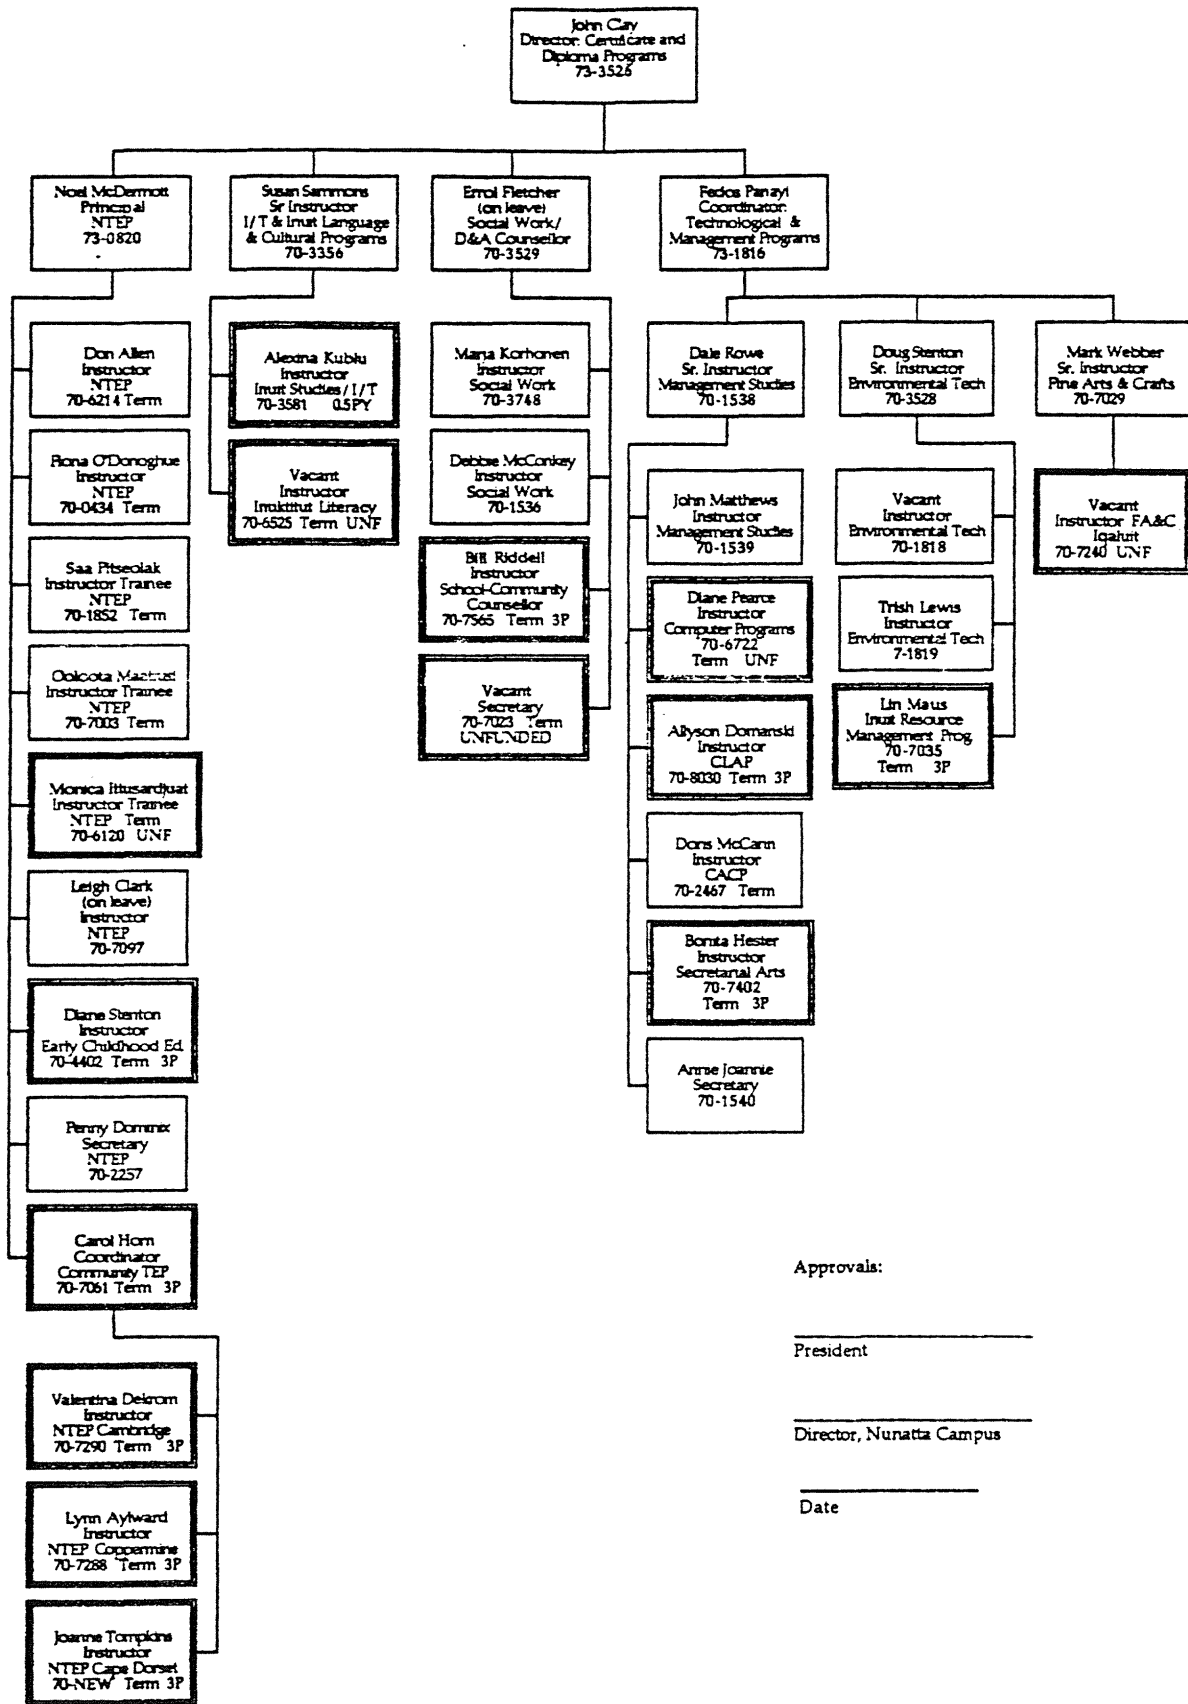 John Cay
Director: Certificate and
Diploma Programs
73-3526
Noel McDermott
Principal
NTEP
73-0820
Susan Sammons
Sr Instructor
I/T & Inuit Language
& Cultural Programs
70-3356
Errol Fletcher
(on leave)
Social Work/
D&A Counsellor
70-3529
Fedos Panayi
Coordinator:
Technological &
Management Programs
73-1816
Don Allen
Instructor
NTEP
70-6214 Term
Fiona O'Donoghue
Instructor
NTEP
70-0434 Term
Saa Pitseolak
Instructor Trainee
NTEP
70-1852 Term
Ooloota
Instructor Trainee
NTEP
70-7003 Term
Monica Ittusardjuat
Instructor Trainee
NTEP Term
70-6120 UNF
Leigh Clark
(on leave)
Instructor
NTEP
70-7097
Diane Stenton
Instructor
Early Childhood Ed.
70-4402 Term 3P
Penny Dominix
Secretary
NTEP
70-2257
Carol Horn
Coordinator
Community TEP
70-7061 Term 3P
Valentina Dekrom
Instructor
NTEP Cambridge
70-7290 Term 3P
Lynn Aylward
Instructor
NTEP Coppermine
70-7288 Term 3P
Joanne Tompkins
Instructor
NTEP Cape Dorset
70-NEW Term 3P
Alexina Kublu
Instructor
Inuit Studies/I/T
70-3581 0.5PY
Vacant
Instructor
Inuktitut Literacy
70-6525 Term UNF
Marja Korhonen
Instructor
Social Work
70-3748
Debbie McConkey
Instructor
Social Work
70-1536
Bill Riddell
Instructor
School-Community
Counsellor
70-7565 Term 3P
Vacant
Secretary
70-7023 Term
UNFUNDED
Dale Rowe
Sr. Instructor
Management Studies
70-1538
John Matthews
Instructor
Management Studies
70-1539
Diane Pearce
Instructor
Computer Programs
70-6722
Term UNF
Allyson Domanski
Instructor
CLAP
70-8030 Term 3P
Doris McCann
Instructor
CACP
70-2467 Term
Bonita Hester
Instructor
Secretarial Arts
70-7402
Term 3P
Annie Joannie
Secretary
70-1540
Doug Stenton
Sr. Instructor
Environmental Tech
70-3528
Vacant
Instructor
Environmental Tech
70-1818
Trish Lewis
Instructor
Environmental Tech
7-1819
Lin Maus
Inuit Resource
Management Prog.
70-7035
Term 3P
Mark Webber
Sr. Instructor
Fine Arts & Crafts
70-7029
Vacant
Instructor FA&C
Iqaluit
70-7240 UNF
Approvals:
President
Director, Nunatta Campus
Date